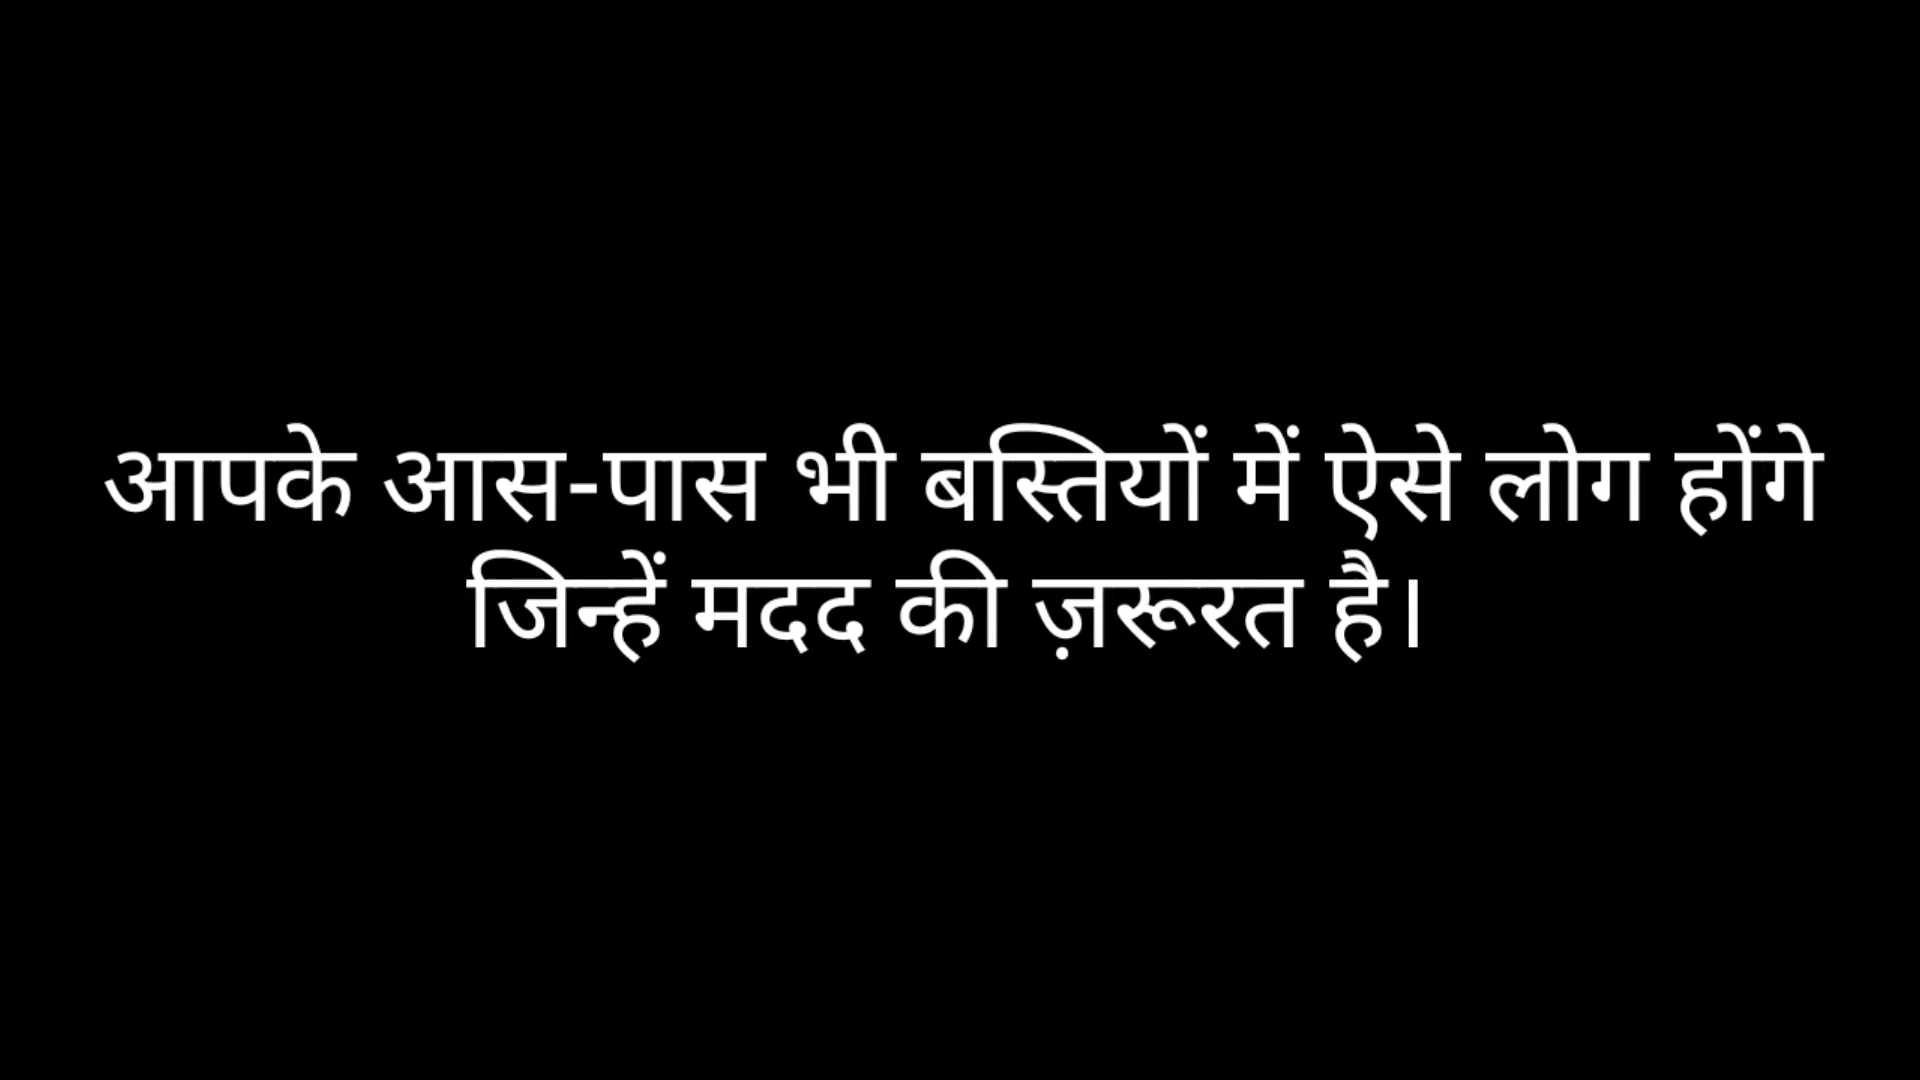 आपके आस-पास भी बस्तियों में ऐसे लोग होंगे
जिन्हें मदद की ज़रूरत है।